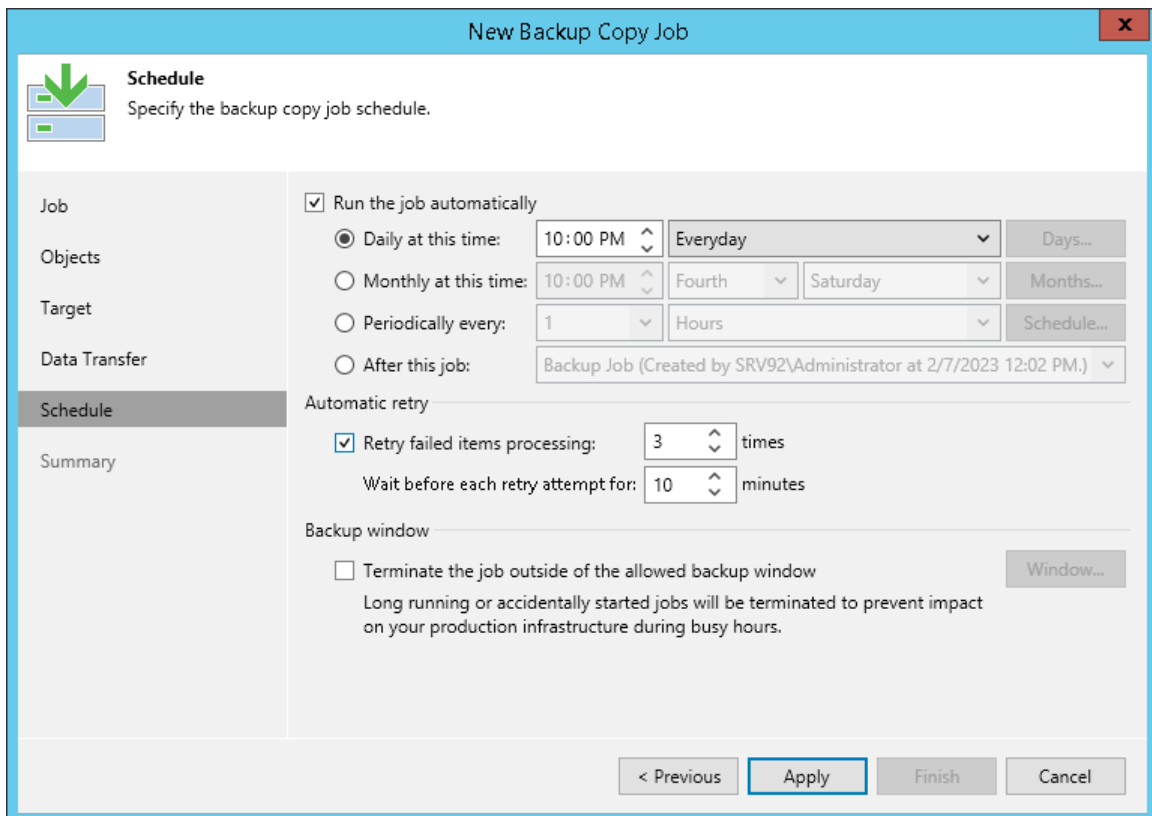 New Backup Copy Job
x
Schedule
Specify the backup copy job schedule.
Job
Objects
Target
Data Transfer
Schedule
Summary
Run the job automatically
Daily at this time: 10:00 PM Everyday Days...
Monthly at this time: 10:00 PM Fourth Saturday Months...
Periodically every: 1 Hours Schedule...
After this job: Backup Job (Created by SRV92\Administrator at 2/7/2023 12:02 PM.)
Automatic retry
Retry failed items processing: 3 times
Wait before each retry attempt for: 10 minutes
Backup window
Terminate the job outside of the allowed backup window Window...
Long running or accidentally started jobs will be terminated to prevent impact
on your production infrastructure during busy hours.
< Previous Apply Finish Cancel